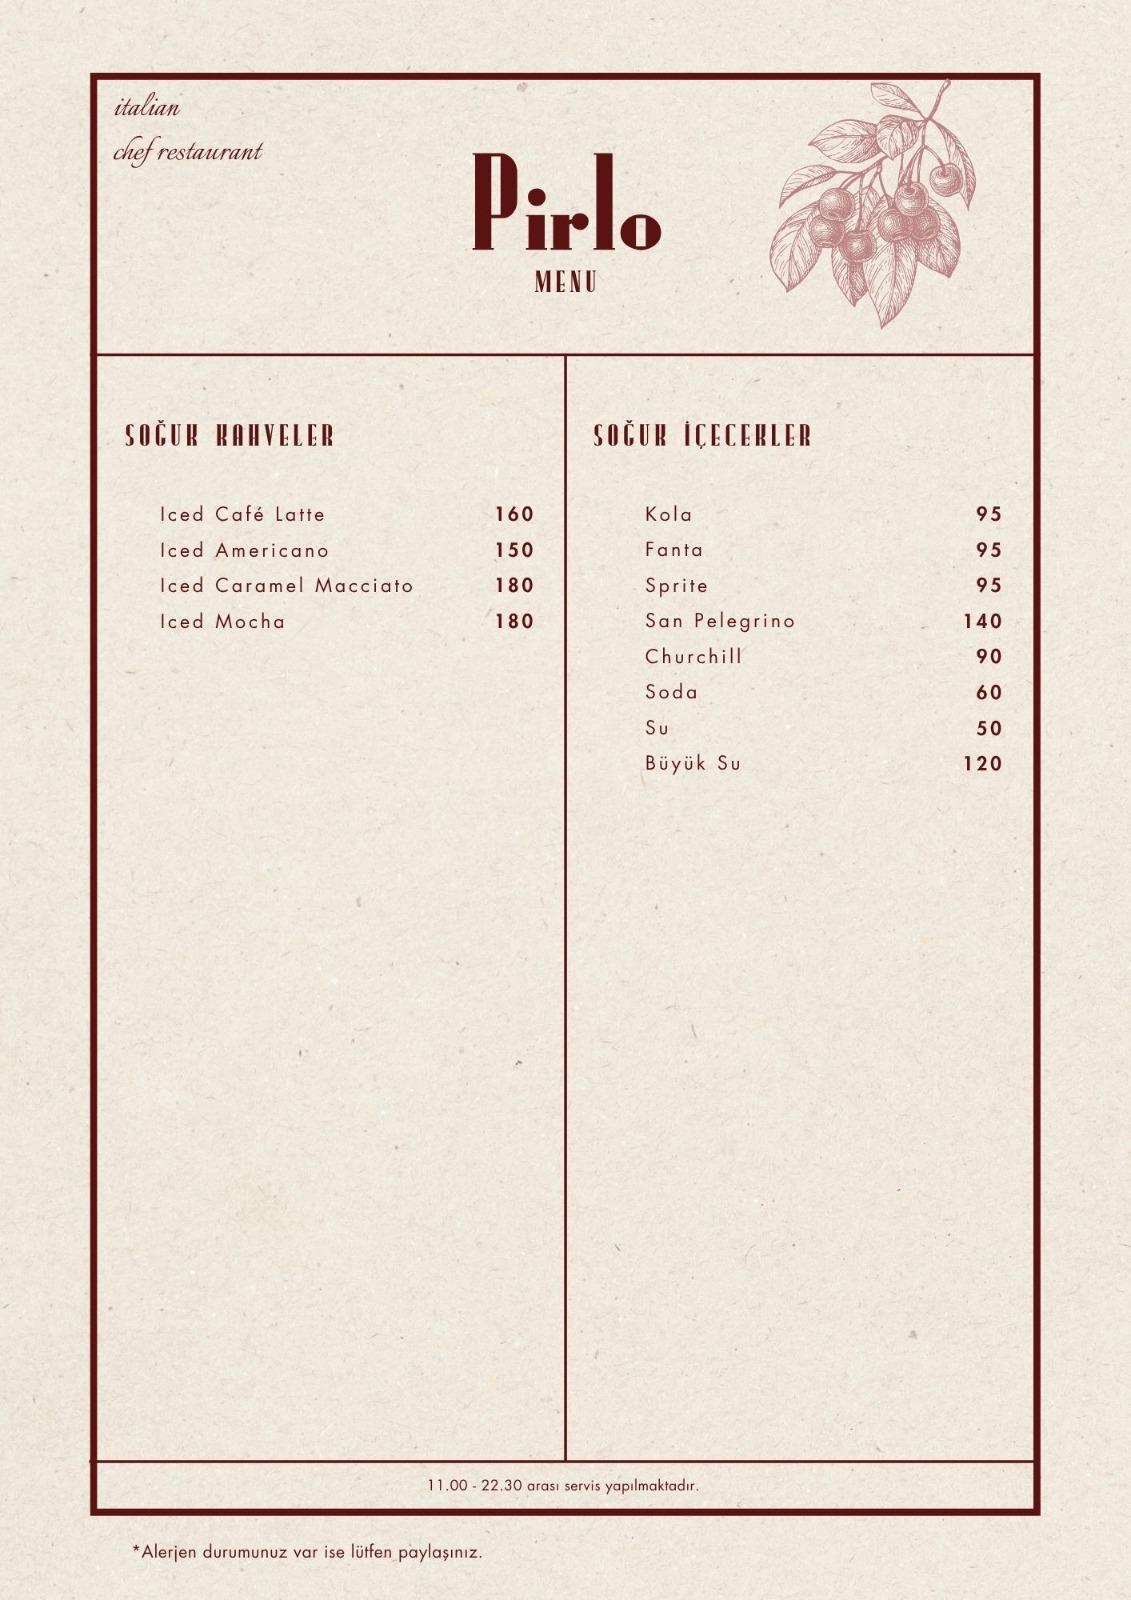 italian
chef restaurant
Pirlo
MENU
SOĞUK KAHVELER
Iced Café Latte 160
Iced Americano 150
Iced Caramel Macciato 180
Iced Mocha 180
SOĞUK İÇECEKLER
Kola 95
Fanta 95
Sprite 95
San Pelegrino 140
Churchill 90
Soda 60
Su 50
Büyük Su 120
11.00 - 22.30 arası servis yapılmaktadır.
*Alerjen durumunuz var ise lütfen paylaşınız.